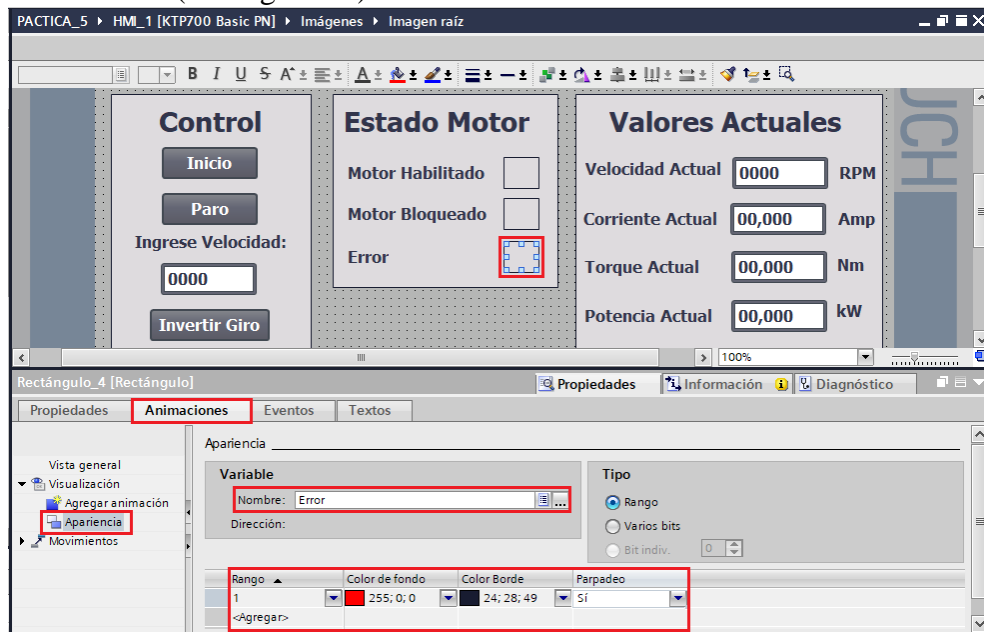 PACTICA_5 ▸ HMI_1 [KTP700 Basic PN] ▸ Imágenes ▸ Imagen raíz
B I U S A
Control
Inicio
Paro
Ingrese Velocidad:
0000
Invertir Giro
Estado Motor
Motor Habilitado
Motor Bloqueado
Error
Valores Actuales
Velocidad Actual 0000 RPM
Corriente Actual 00,000 Amp
Torque Actual 00,000 Nm
Potencia Actual 00,000 kW
UCH
100%
Rectángulo_4 [Rectángulo]
Propiedades Información Diagnóstico
Propiedades Animaciones Eventos Textos
Vista general
Visualización
Agregar animación
Apariencia
Movimientos
Apariencia
Variable
Nombre: Error
Dirección:
Tipo
Rango
Varios bits
Bit indiv. 0
Rango Color de fondo Color Borde Parpadeo
1 255; 0; 0 24; 28; 49 Sí
<Agregar>